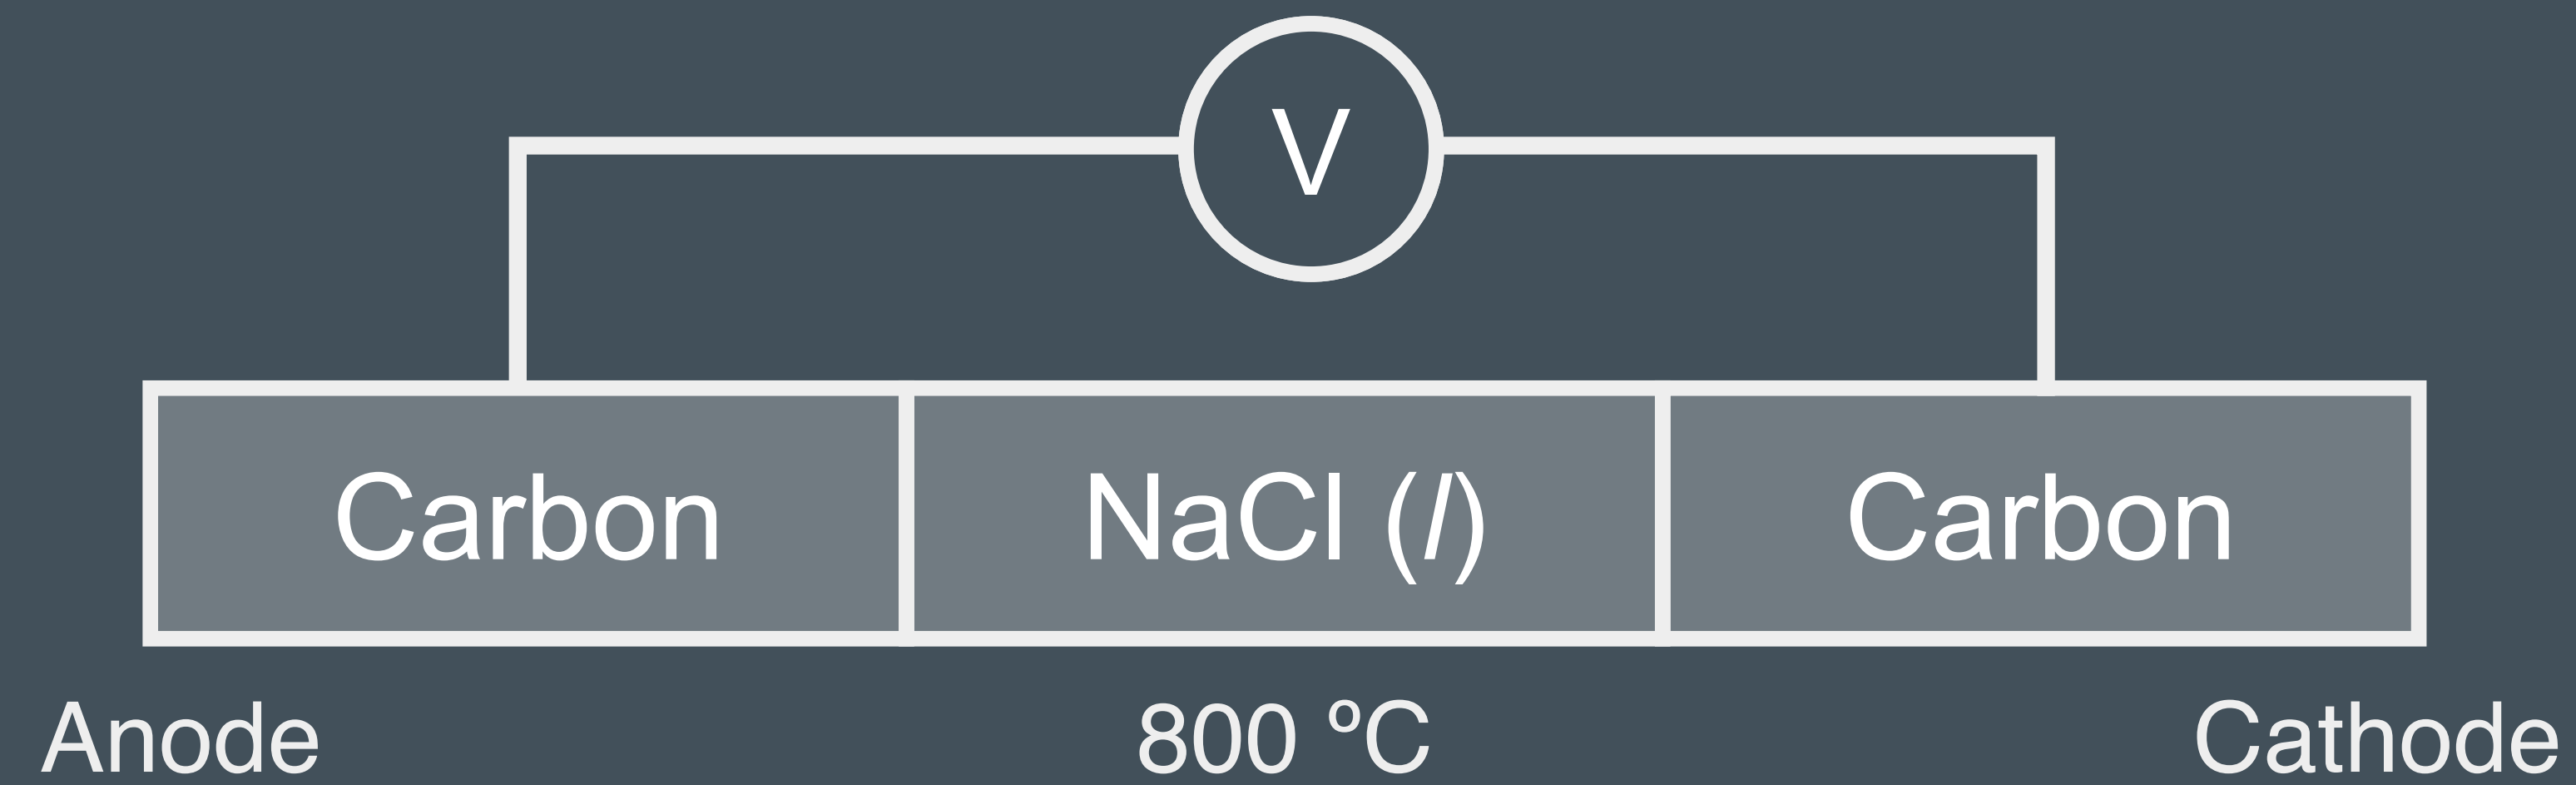 V
Carbon NaCl (l) Carbon
Anode 800 ºC Cathode